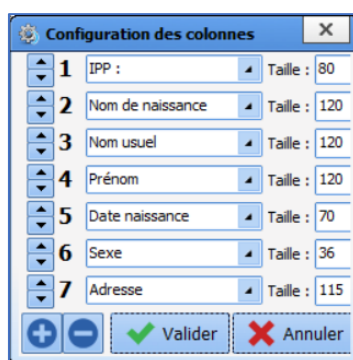 Configuration des colonnes
1 IPP : Taille : 80
2 Nom de naissance Taille : 120
3 Nom usuel Taille : 120
4 Prénom Taille : 120
5 Date naissance Taille : 70
6 Sexe Taille : 36
7 Adresse Taille : 115
Valider Annuler